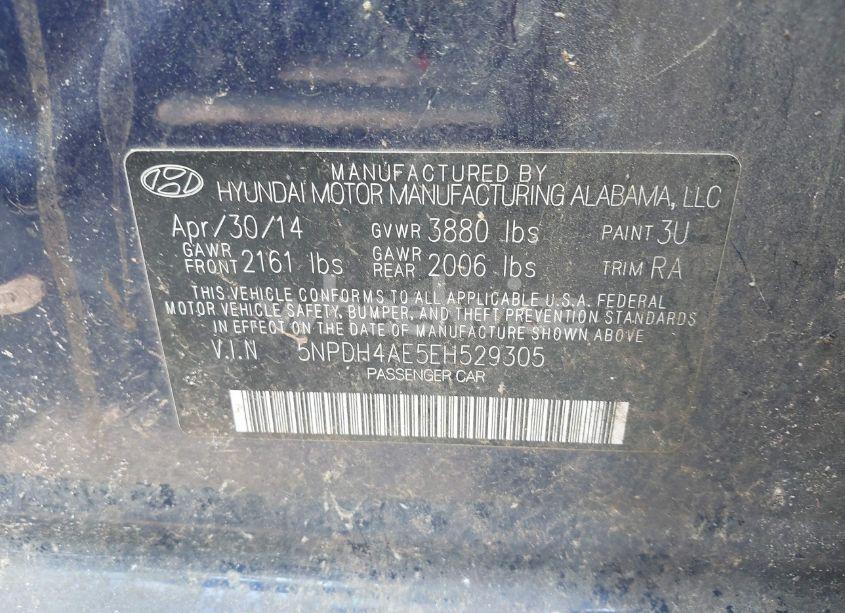 MANUFACTURED BY
HYUNDAI MOTOR MANUFACTURING ALABAMA, LLC
Apr/30/14 GVWR 3880 lbs PAINT 3U
GAWR FRONT 2161 lbs GAWR REAR 2006 lbs TRIM RA
THIS VEHICLE CONFORMS TO ALL APPLICABLE U.S.A. FEDERAL
MOTOR VEHICLE SAFETY, BUMPER, AND THEFT PREVENTION STANDARDS
IN EFFECT ON THE DATE OF MANUFACTURE SHOWN ABOVE
V.I.N 5NPDH4AE5EH529305
PASSENGER CAR